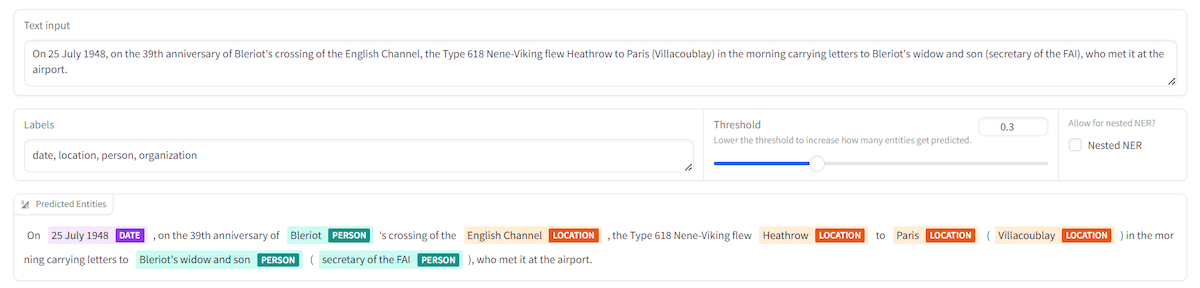 Text input
On 25 July 1948, on the 39th anniversary of Bleriot's crossing of the English Channel, the Type 618 Nene-Viking flew Heathrow to Paris (Villacoublay) in the morning carrying letters to Bleriot's widow and son (secretary of the FAI), who met it at the
airport.
Labels
date, location, person, organization
Threshold
0.3
Lower the threshold to increase how many entities get predicted.
Allow for nested NER?
Nested NER
Predicted Entities
On 25 July 1948 DATE , on the 39th anniversary of Bleriot PERSON 's crossing of the English Channel LOCATION , the Type 618 Nene-Viking flew Heathrow LOCATION to Paris LOCATION ( Villacoublay LOCATION ) in the mor
ning carrying letters to Bleriot's widow and son PERSON ( secretary of the FAI PERSON ), who met it at the airport.